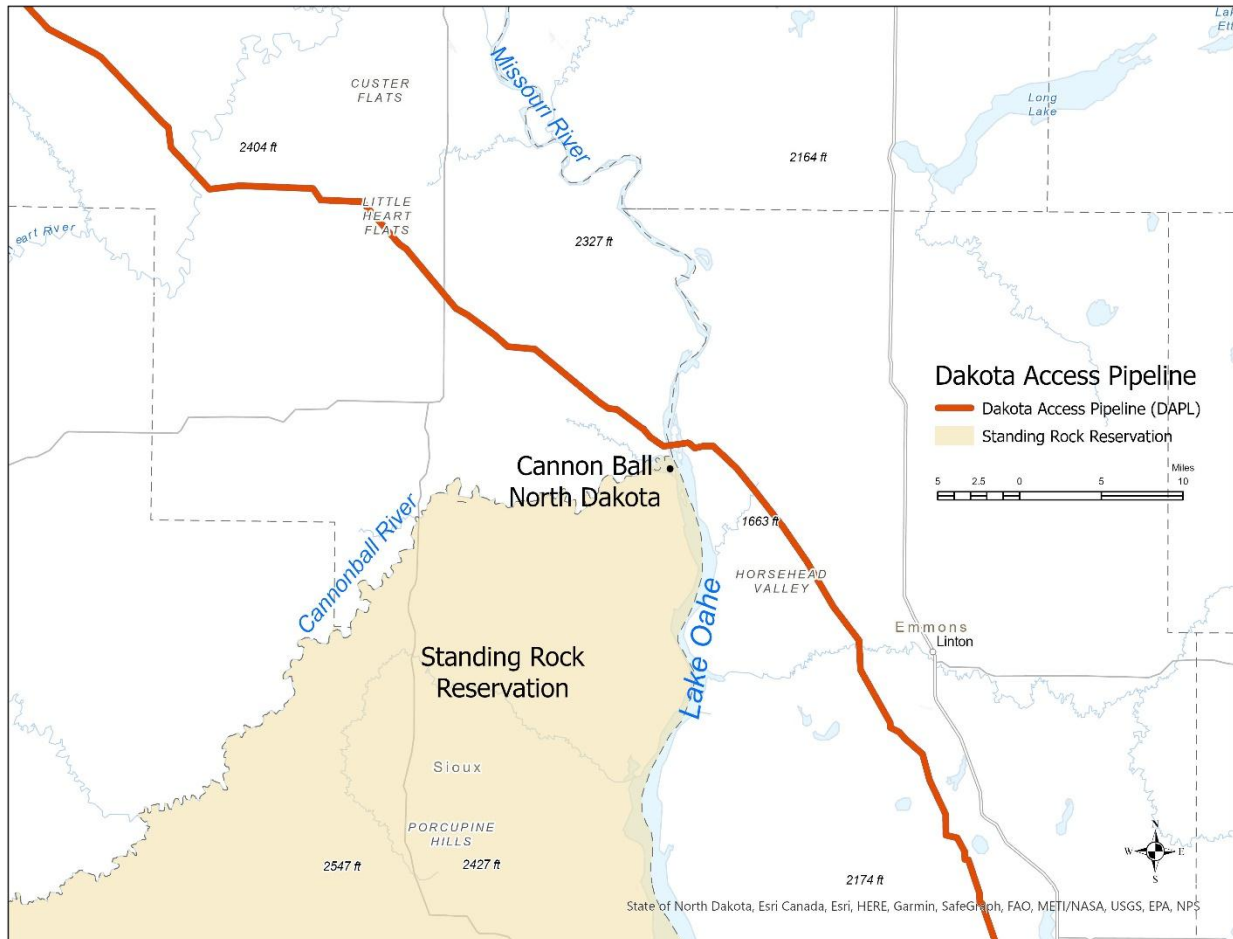 Lak
Ett
CUSTER
FLATS
Missouri River
Long
Lake
2404 ft
2164 ft
LITTLE
HEART
FLATS
eart River
2327 ft
Dakota Access Pipeline
Dakota Access Pipeline (DAPL)
Standing Rock Reservation
Miles
5 2.5 0 5 10
Cannon Ball
North Dakota
1663 ft
Cannonball River
HORSEHEAD
VALLEY
Lake Oahe
Emmons
Linton
Standing Rock
Reservation
Sioux
PORCUPINE
HILLS
2547 ft
2427 ft
2174 ft
N
W E
S
State of North Dakota, Esri Canada, Esri, HERE, Garmin, SafeGraph, FAO, METI/NASA, USGS, EPA, NPS